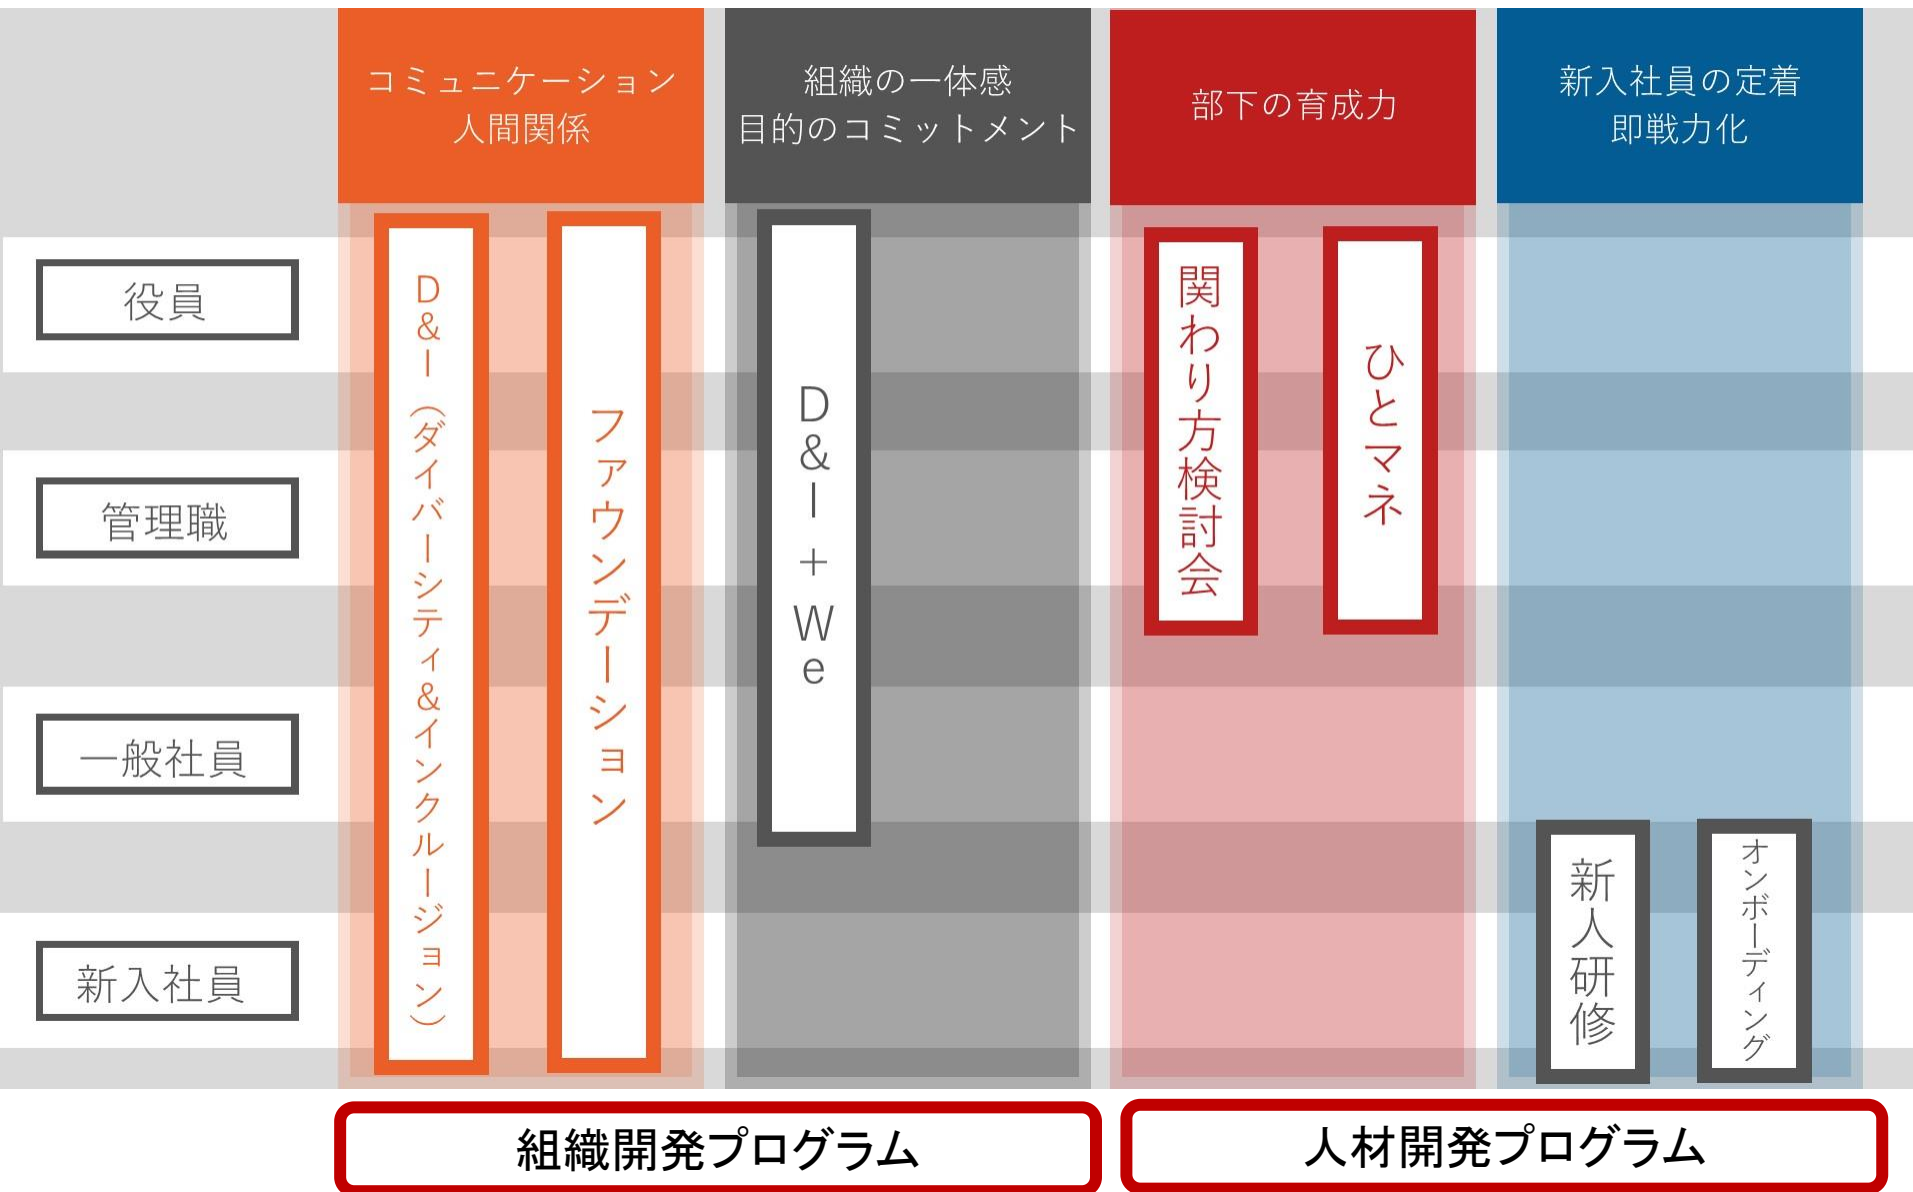 コミュニケーション
人間関係
組織の一体感
目的のコミットメント
部下の育成力
新入社員の定着
即戦力化
役員
管理職
一般社員
新入社員
D&I（ダイバーシティ&インクルージョン）
ファウンデーション
D&I+We
関わり方検討会
ひとマネ
新人研修
オンボーディング
組織開発プログラム
人材開発プログラム